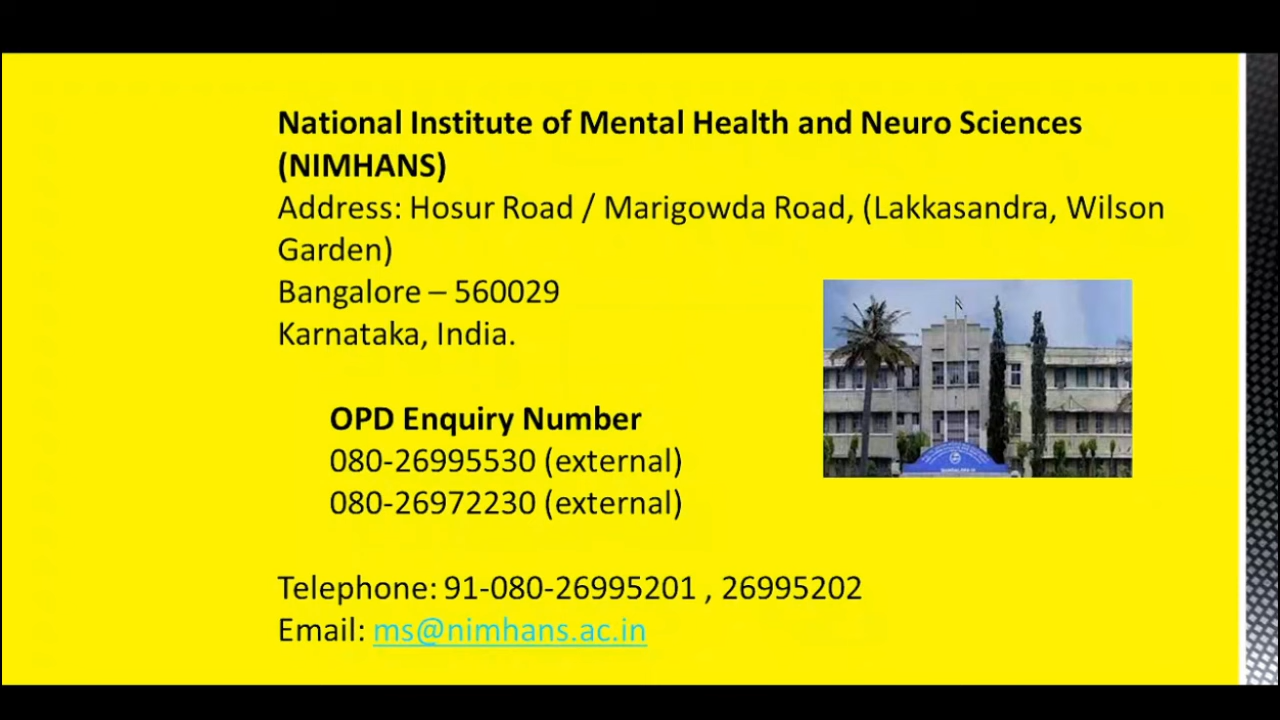 National Institute of Mental Health and Neuro Sciences
(NIMHANS)
Address: Hosur Road / Marigowda Road, (Lakkasandra, Wilson
Garden)
Bangalore – 560029
Karnataka, India.
OPD Enquiry Number
080-26995530 (external)
080-26972230 (external)
Telephone: 91-080-26995201 , 26995202
Email: ms@nimhans.ac.in